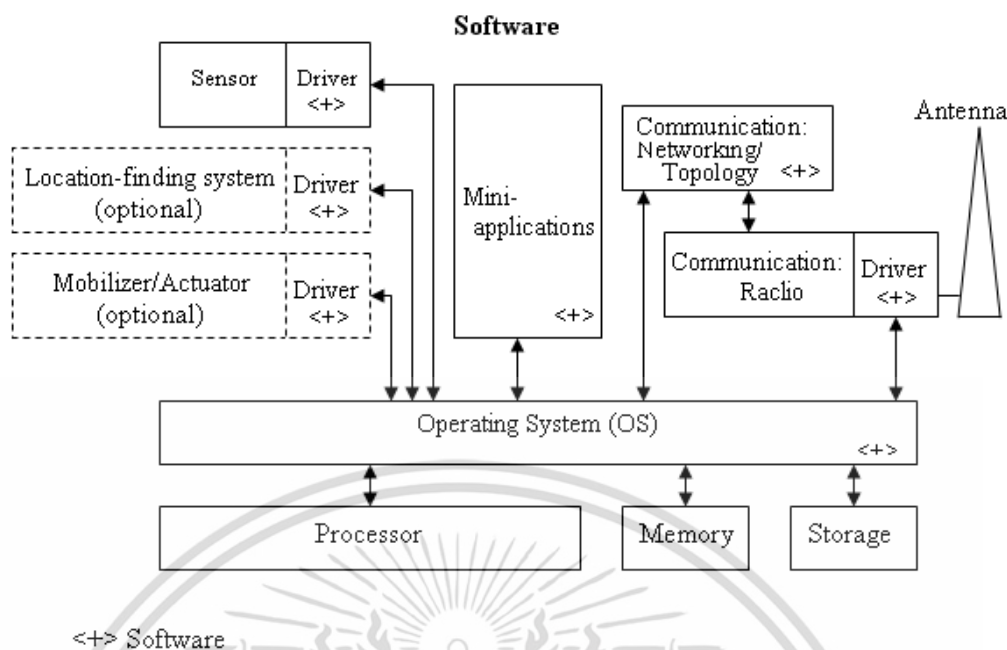 Software
Sensor
Driver
<+>
Location-finding system
(optional)
Driver
<+>
Mobilizer/Actuator
(optional)
Driver
<+>
Mini-
applications
<+>
Communication:
Networking/
Topology <+>
Communication:
Raclio
Driver
<+>
Antenna
Operating System (OS)
<+>
Processor
Memory
Storage
<+> Software